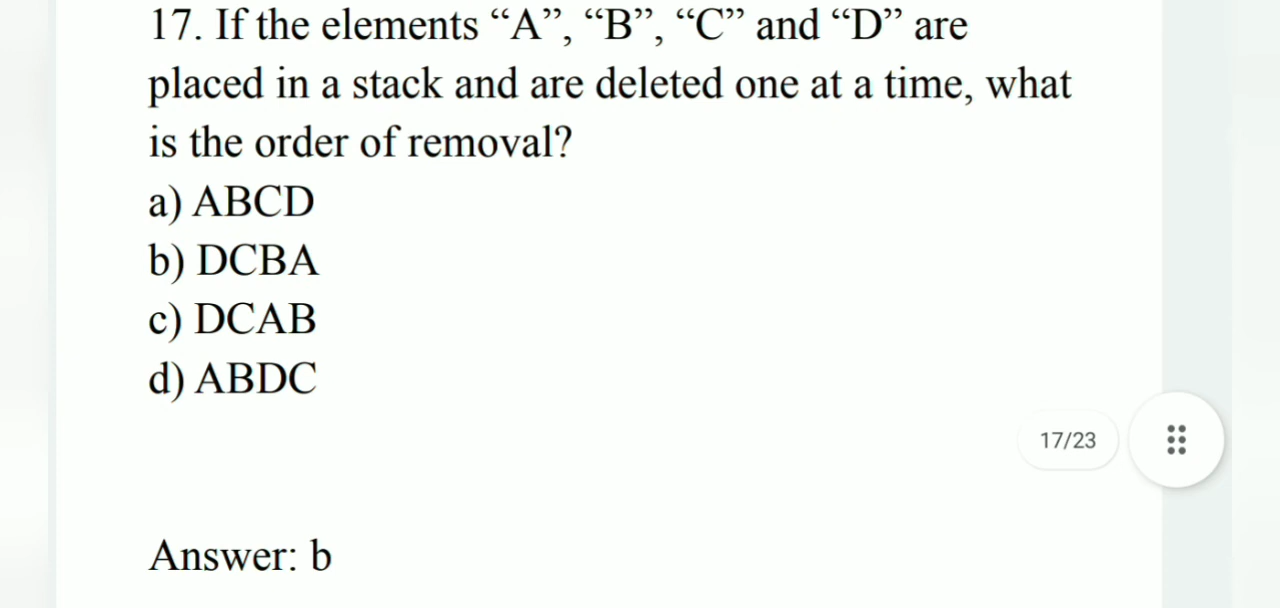 17. If the elements “A”, “B”, “C” and “D” are
placed in a stack and are deleted one at a time, what
is the order of removal?
a) ABCD
b) DCBA
c) DCAB
d) ABDC
17/23
Answer: b